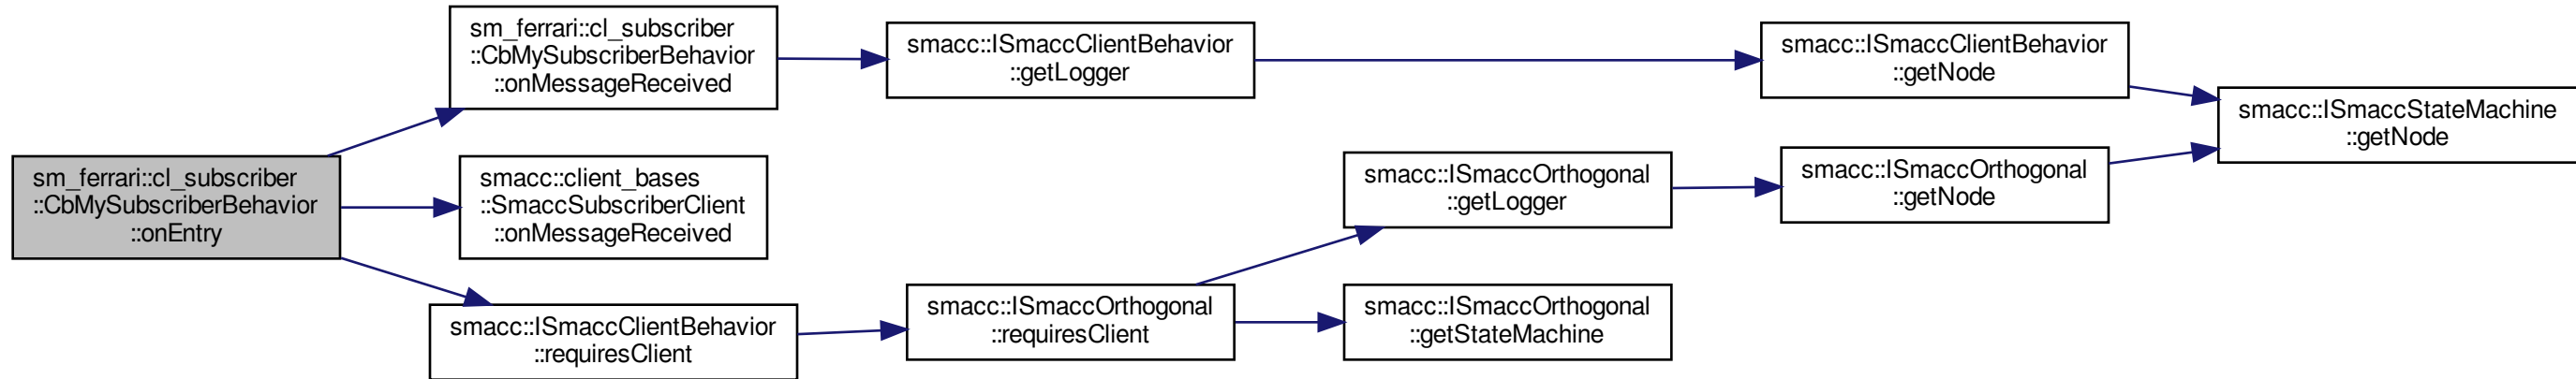 sm_ferrari::cl_subscriber
::CbMySubscriberBehavior
::onEntry
sm_ferrari::cl_subscriber
::CbMySubscriberBehavior
::onMessageReceived
smacc::ISmaccClientBehavior
::getLogger
smacc::ISmaccClientBehavior
::getNode
smacc::ISmaccStateMachine
::getNode
smacc::client_bases
::SmaccSubscriberClient
::onMessageReceived
smacc::ISmaccClientBehavior
::requiresClient
smacc::ISmaccOrthogonal
::requiresClient
smacc::ISmaccOrthogonal
::getLogger
smacc::ISmaccOrthogonal
::getNode
smacc::ISmaccOrthogonal
::getStateMachine